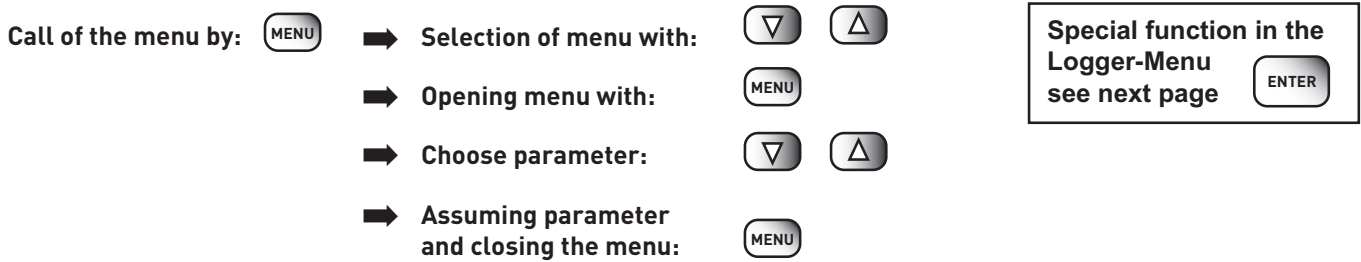 Call of the menu by: MENU
Selection of menu with:
Opening menu with: MENU
Choose parameter:
Assuming parameter
and closing the menu: MENU
Special function in the
Logger-Menu
see next page ENTER